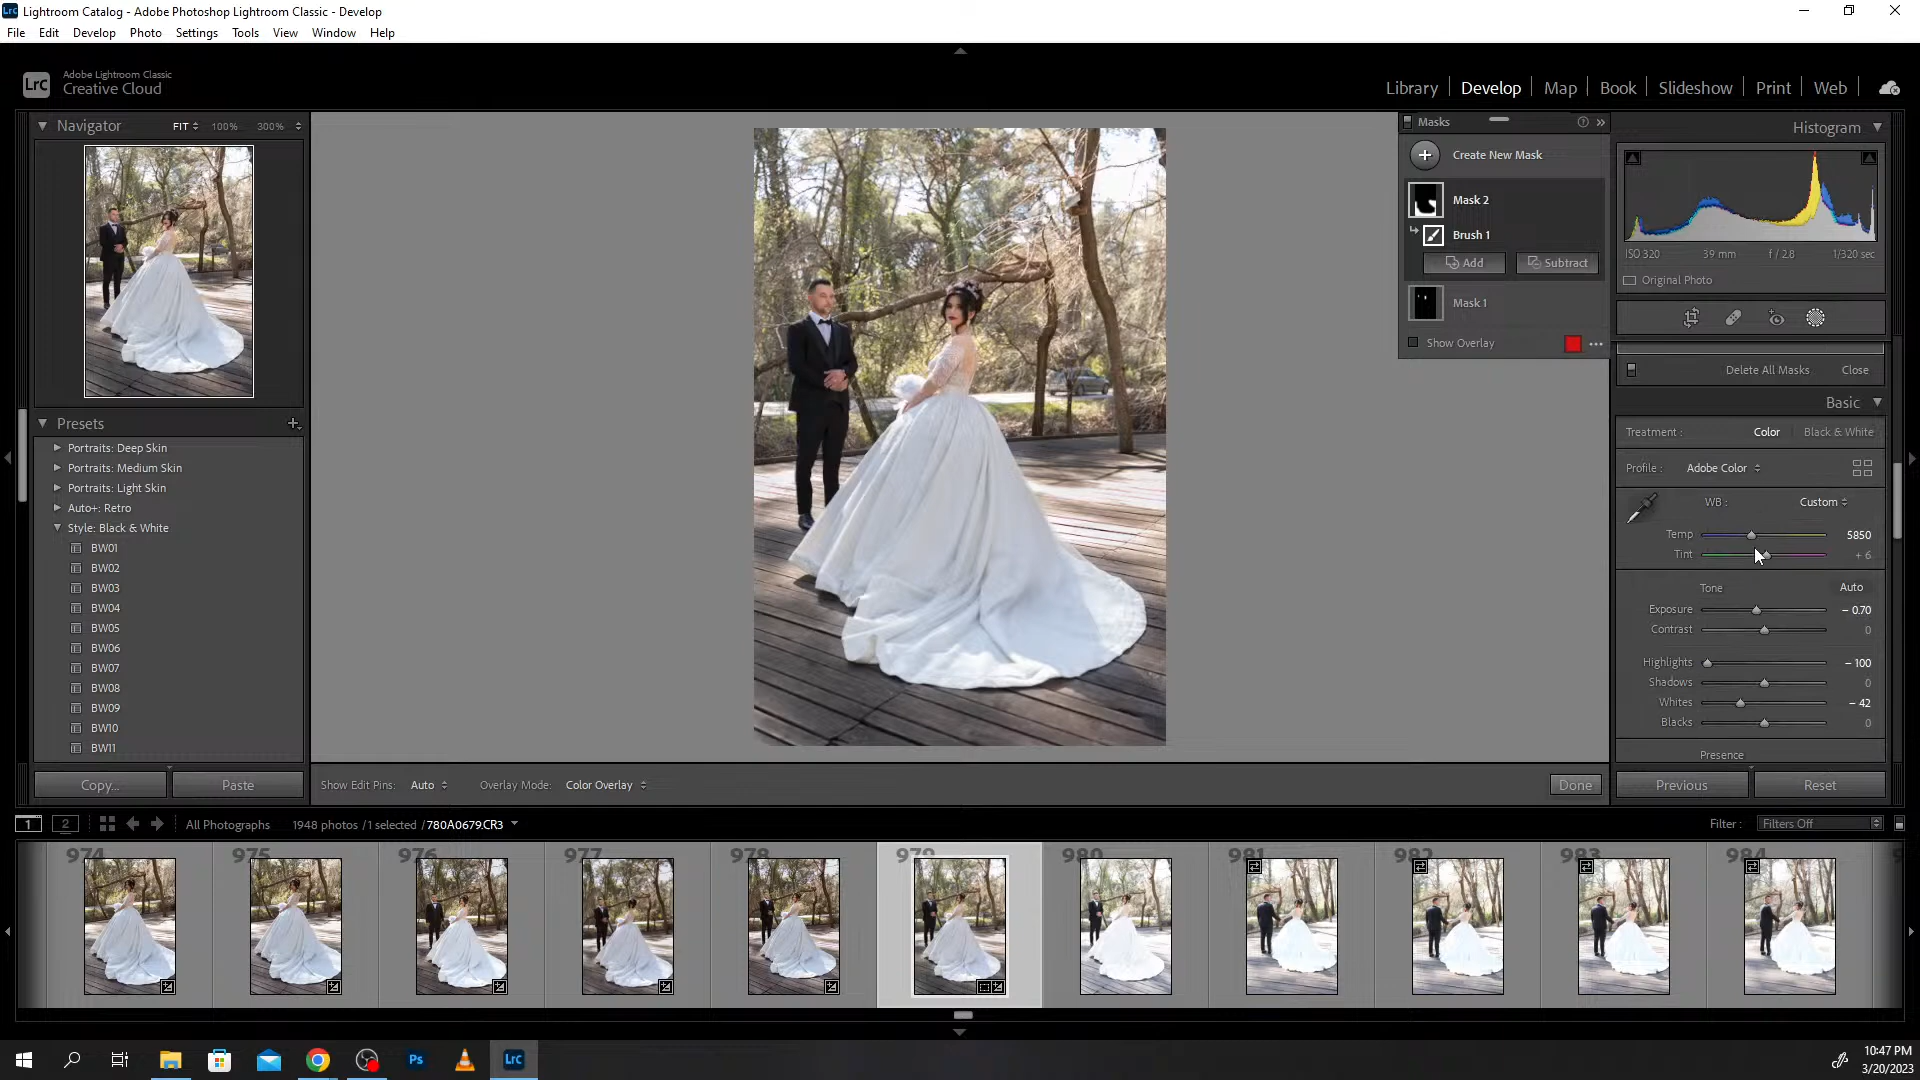 Lightroom Catalog - Adobe Photoshop Lightroom Classic - Develop
File Edit Develop Photo Settings Tools View Window Help
Lrc
Adobe Lightroom Classic
Creative Cloud
Library Develop Map Book Slideshow Print Web
Navigator FIT 100% 300%
Presets
Portraits: Deep Skin
Portraits: Medium Skin
Portraits: Light Skin
Auto+: Retro
Style: Black & White
BW01
BW02
BW03
BW04
BW05
BW06
BW07
BW08
BW09
BW10
BW11
Copy... Paste
Masks
Create New Mask
Mask 2
Brush 1
Add Subtract
Mask 1
Show Overlay
Show Edit Pins: Auto Overlay Mode: Color Overlay Done
Histogram
ISO 320 39 mm f / 2.8 1/320 sec
Original Photo
Delete All Masks Close
Basic
Treatment : Color Black & White
Profile : Adobe Color
WB : Custom
Temp 5850
Tint + 6
Tone Auto
Exposure – 0.70
Contrast 0
Highlights – 100
Shadows 0
Whites – 42
Blacks 0
Presence
Previous Reset
1 2 All Photographs 1948 photos / 1 selected / 780A0679.CR3 Filter : Filters Off
974 975 976 977 978 979 980 981 982 983 984
Ps Lrc
10:47 PM
3/20/2023